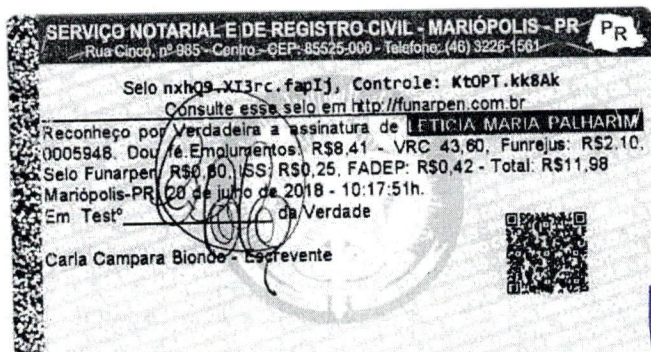 SERVIÇO NOTARIAL E DE REGISTRO CIVIL - MARIÓPOLIS - PR
PR
Rua Cinco, nº 985 - Centro - CEP: 85525-000 - Telefone: (46) 3226-1561
Selo nxhQ9.XI3rc.fapIj, Controle: KtOPT.kk8Ak
Consulte esse selo em http://funarpen.com.br
Reconheço por Verdadeira a assinatura de LETICIA MARIA PALHARIM
0005948. Dou fé. Emolumentos: R$8,41 - VRC 43,60, Funrejus: R$2,10,
Selo Funarpen: R$0,80, ISS: R$0,25, FADEP: R$0,42 - Total: R$11,98
Mariópolis-PR, 20 de julho de 2018 - 10:17:51h.
Em Testº da Verdade
Carla Campara Biondo - Escrevente